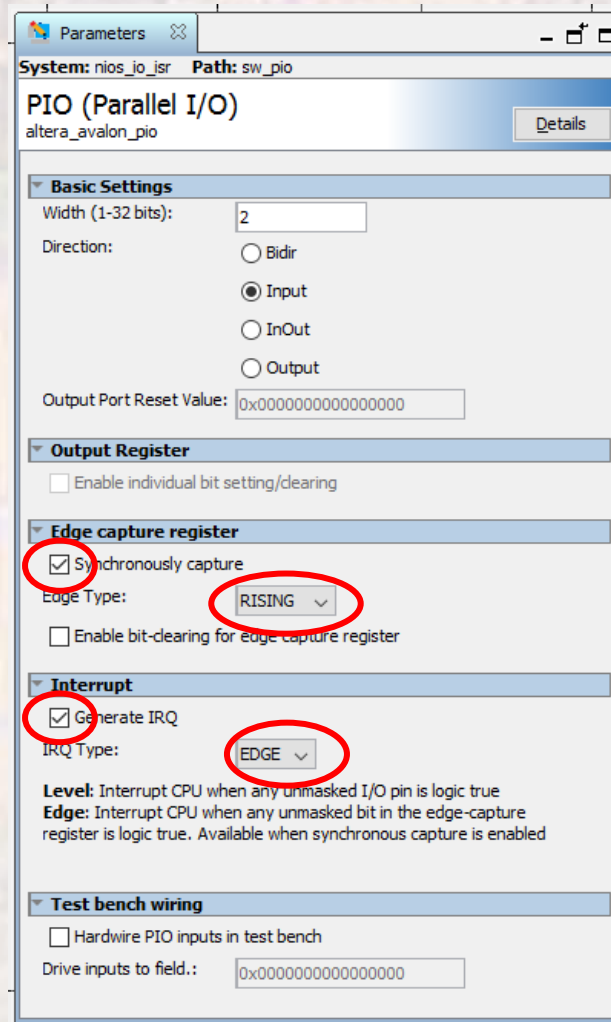 Parameters
System: nios_io_isr Path: sw_pio
PIO (Parallel I/O)
altera_avalon_pio
Details
Basic Settings
Width (1-32 bits): 2
Direction: Bidir
Input
InOut
Output
Output Port Reset Value: 0x0000000000000000
Output Register
Enable individual bit setting/clearing
Edge capture register
Synchronously capture
Edge Type: RISING
Enable bit-clearing for edge capture register
Interrupt
Generate IRQ
IRQ Type: EDGE
Level: Interrupt CPU when any unmasked I/O pin is logic true
Edge: Interrupt CPU when any unmasked bit in the edge-capture
register is logic true. Available when synchronous capture is enabled
Test bench wiring
Hardwire PIO inputs in test bench
Drive inputs to field.: 0x0000000000000000